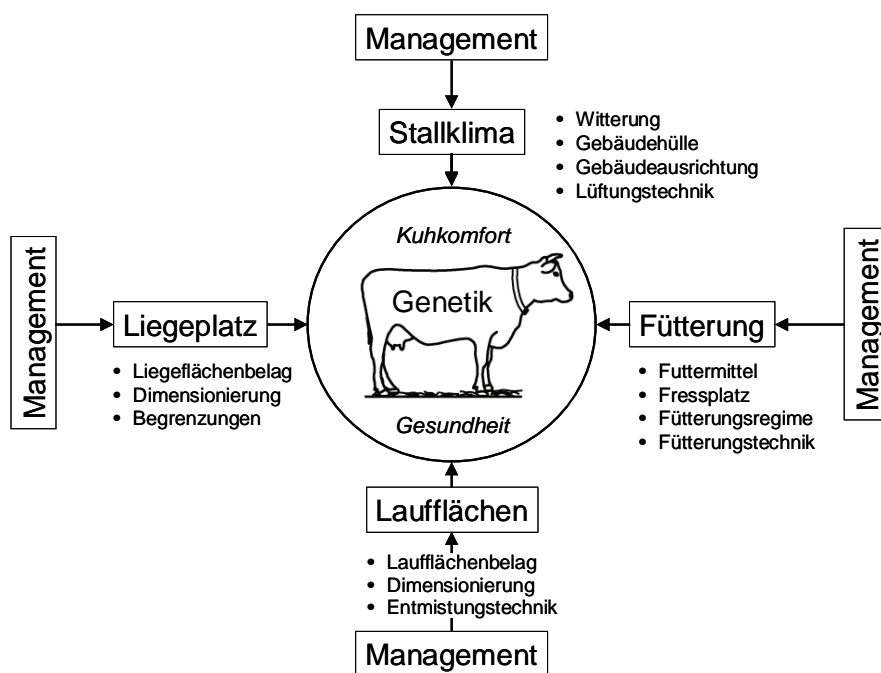 Management
Stallklima
• Witterung
• Gebäudehülle
• Gebäudeausrichtung
• Lüftungstechnik
Kuhkomfort
Genetik
Gesundheit
Management
Liegeplatz
• Liegeflächenbelag
• Dimensionierung
• Begrenzungen
Fütterung
• Futtermittel
• Fressplatz
• Fütterungsregime
• Fütterungstechnik
Management
Laufflächen
• Laufflächenbelag
• Dimensionierung
• Entmistungstechnik
Management